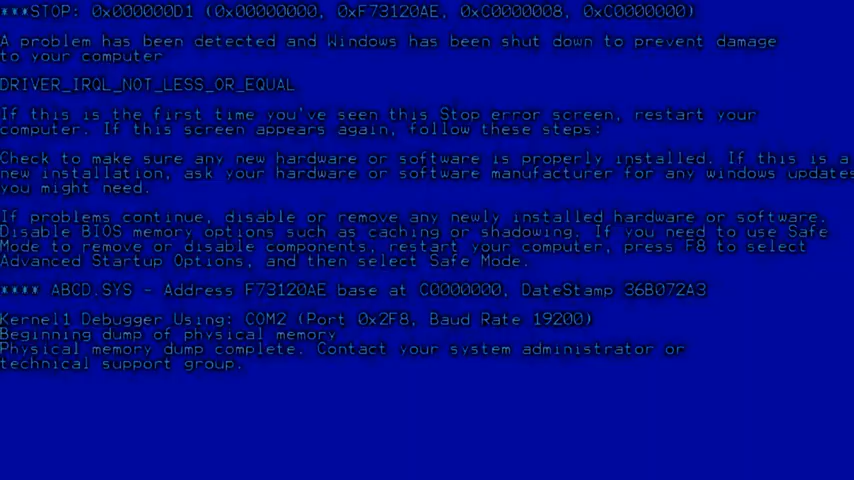 ***STOP: 0x000000D1 (0x00000000, 0xF73120AE, 0xC0000008, 0xC0000000)
A problem has been detected and Windows has been shut down to prevent damage
to your computer
DRIVER_IRQL_NOT_LESS_OR_EQUAL
If this is the first time you've seen this Stop error screen, restart your
computer. If this screen appears again, follow these steps:
Check to make sure any new hardware or software is properly installed. If this is a
new installation, ask your hardware or software manufacturer for any windows updates
you might need.
If problems continue, disable or remove any newly installed hardware or software.
Disable BIOS memory options such as caching or shadowing. If you need to use Safe
Mode to remove or disable components, restart your computer, press F8 to select
Advanced Startup Options, and then select Safe Mode.
**** ABCD.SYS - Address F73120AE base at C0000000, DateStamp 36B072A3
Kernel1 Debugger Using: COM2 (Port 0x2F8, Baud Rate 19200)
Beginning dump of physical memory
Physical memory dump complete. Contact your system administrator or
technical support group.